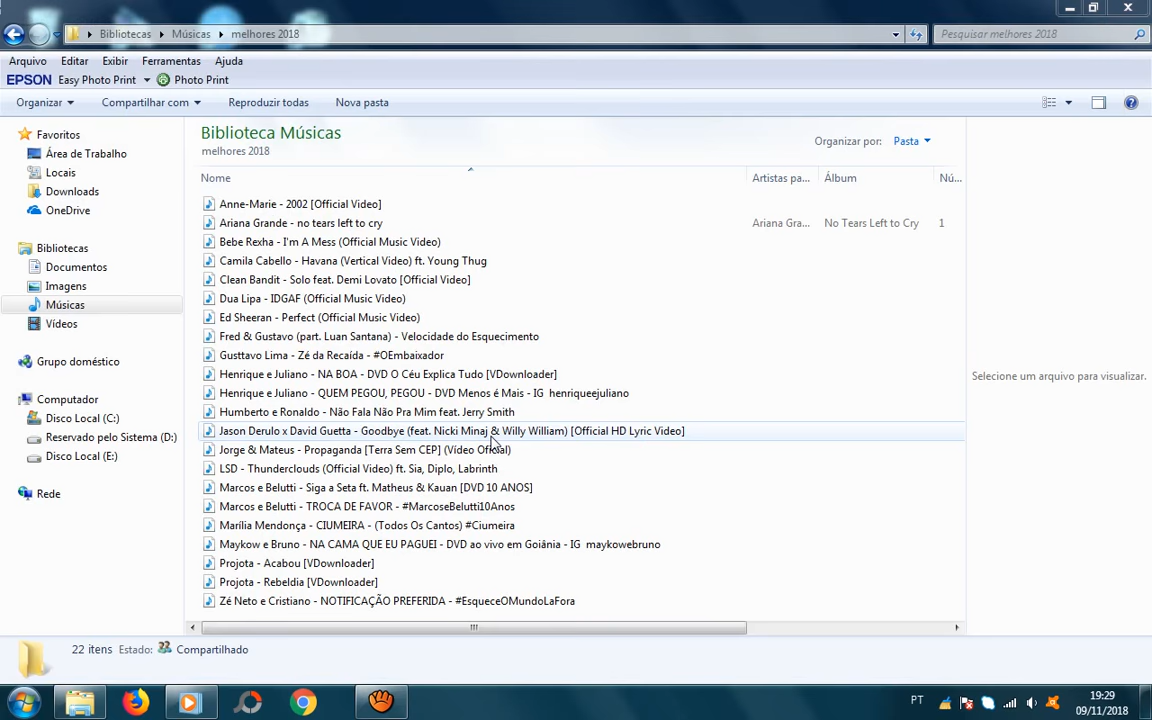 Bibliotecas Músicas melhores 2018 Pesquisar melhores 2018
Arquivo Editar Exibir Ferramentas Ajuda
EPSON Easy Photo Print Photo Print
Organizar Compartilhar com Reproduzir todas Nova pasta
Favoritos
Área de Trabalho
Locais
Downloads
OneDrive
Bibliotecas
Documentos
Imagens
Músicas
Vídeos
Grupo doméstico
Computador
Disco Local (C:)
Reservado pelo Sistema (D:)
Disco Local (E:)
Rede
Biblioteca Músicas
melhores 2018
Organizar por: Pasta
Nome Artistas pa... Álbum Nú...
Anne-Marie - 2002 [Official Video]
Ariana Grande - no tears left to cry Ariana Gra... No Tears Left to Cry 1
Bebe Rexha - I'm A Mess (Official Music Video)
Camila Cabello - Havana (Vertical Video) ft. Young Thug
Clean Bandit - Solo feat. Demi Lovato [Official Video]
Dua Lipa - IDGAF (Official Music Video)
Ed Sheeran - Perfect (Official Music Video)
Fred & Gustavo (part. Luan Santana) - Velocidade do Esquecimento
Gusttavo Lima - Zé da Recaída - #OEmbaixador
Henrique e Juliano - NA BOA - DVD O Céu Explica Tudo [VDownloader]
Henrique e Juliano - QUEM PEGOU, PEGOU - DVD Menos é Mais - IG henriqueejuliano
Humberto e Ronaldo - Não Fala Não Pra Mim feat. Jerry Smith
Jason Derulo x David Guetta - Goodbye (feat. Nicki Minaj & Willy William) [Official HD Lyric Video]
Jorge & Mateus - Propaganda [Terra Sem CEP] (Vídeo Oficial)
LSD - Thunderclouds (Official Video) ft. Sia, Diplo, Labrinth
Marcos e Belutti - Siga a Seta ft. Matheus & Kauan [DVD 10 ANOS]
Marcos e Belutti - TROCA DE FAVOR - #MarcoseBelutti10Anos
Marília Mendonça - CIUMEIRA - (Todos Os Cantos) #Ciumeira
Maykow e Bruno - NA CAMA QUE EU PAGUEI - DVD ao vivo em Goiânia - IG maykowebruno
Projota - Acabou [VDownloader]
Projota - Rebeldia [VDownloader]
Zé Neto e Cristiano - NOTIFICAÇÃO PREFERIDA - #EsqueceOMundoLaFora
Selecione um arquivo para visualizar.
22 itens Estado: Compartilhado
PT
19:29
09/11/2018